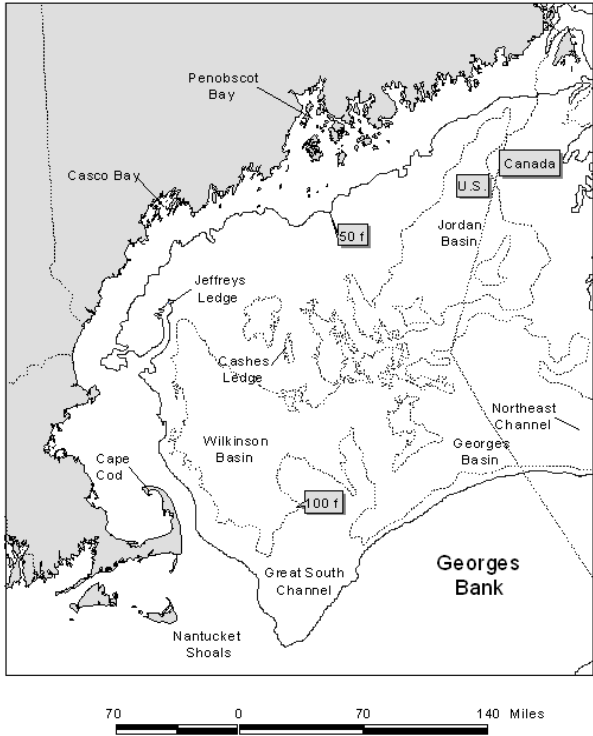 Penobscot
Bay
Canada
Casco Bay
U.S.
Jordan
Basin
50 f
Jeffreys
Ledge
Cashes
Ledge
Northeast
Channel
Wilkinson
Basin
Georges
Basin
Cape
Cod
100 f
Georges
Bank
Great South
Channel
Nantucket
Shoals
70 0 70 140 Miles